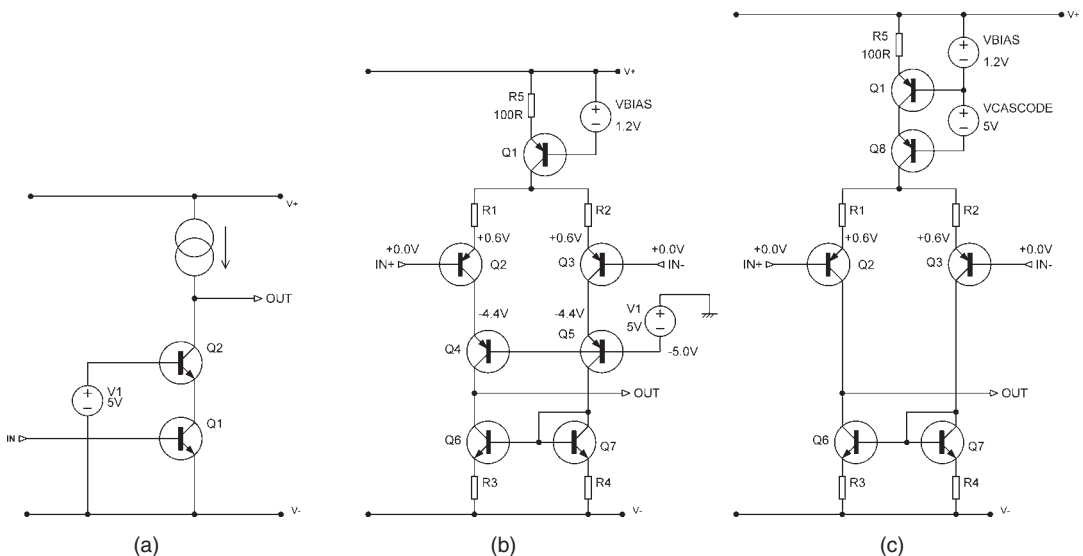 V+
Q2
V1
5V
Q1
IN
OUT
V-
(a)
V+
R5
100R
VBIAS
1.2V
Q1
R1
R2
+0.0V
+0.6V
+0.6V
+0.0V
IN+
Q2
Q3
IN-
-4.4V
-4.4V
V1
5V
Q4
Q5
-5.0V
OUT
Q6
Q7
R3
R4
V-
(b)
V+
R5
100R
VBIAS
1.2V
Q1
VCASCODE
5V
Q8
R1
R2
+0.0V
+0.6V
+0.6V
+0.0V
IN+
Q2
Q3
IN-
OUT
Q6
Q7
R3
R4
V-
(c)